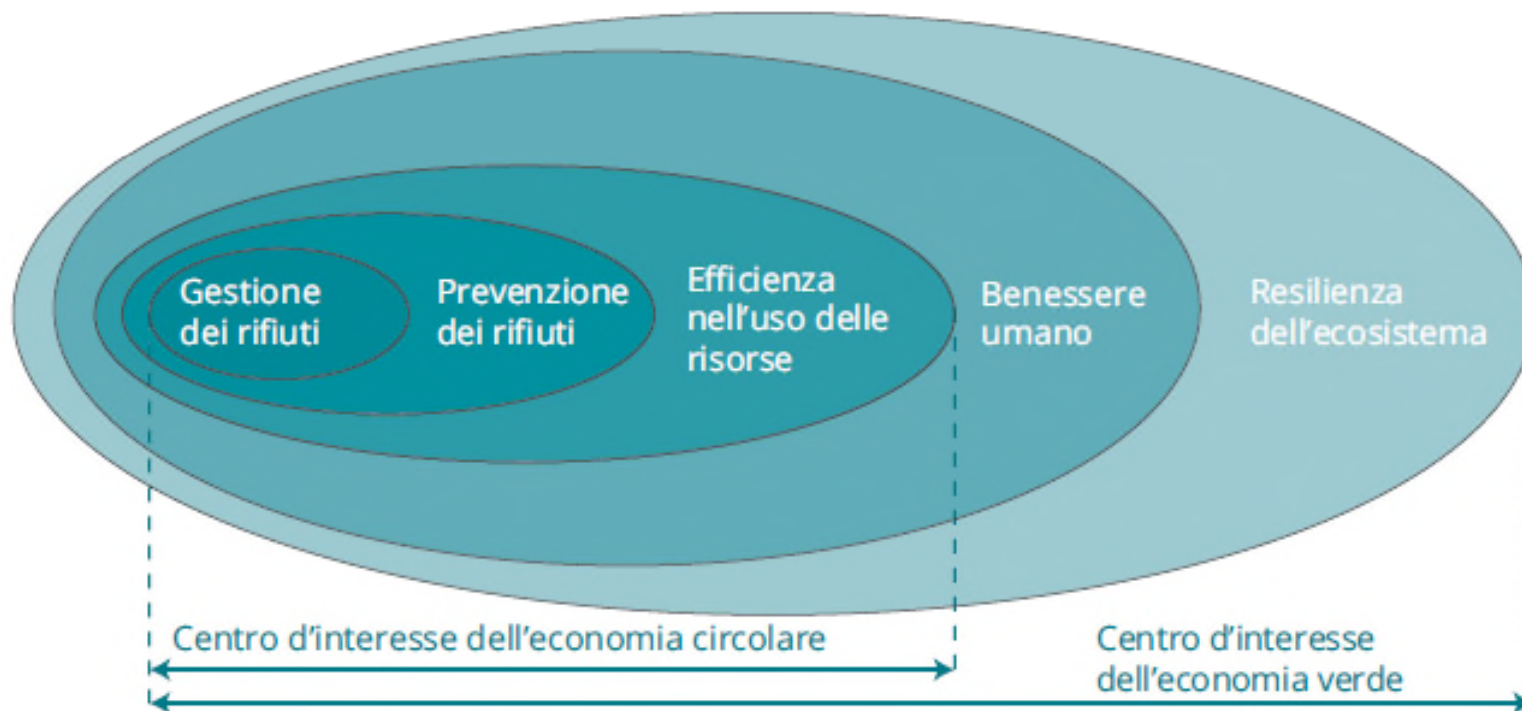 Gestione
dei rifiuti
Prevenzione
dei rifiuti
Efficienza
nell'uso delle
risorse
Benessere
umano
Resilienza
dell'ecosistema
Centro d'interesse dell'economia circolare
Centro d'interesse
dell'economia verde